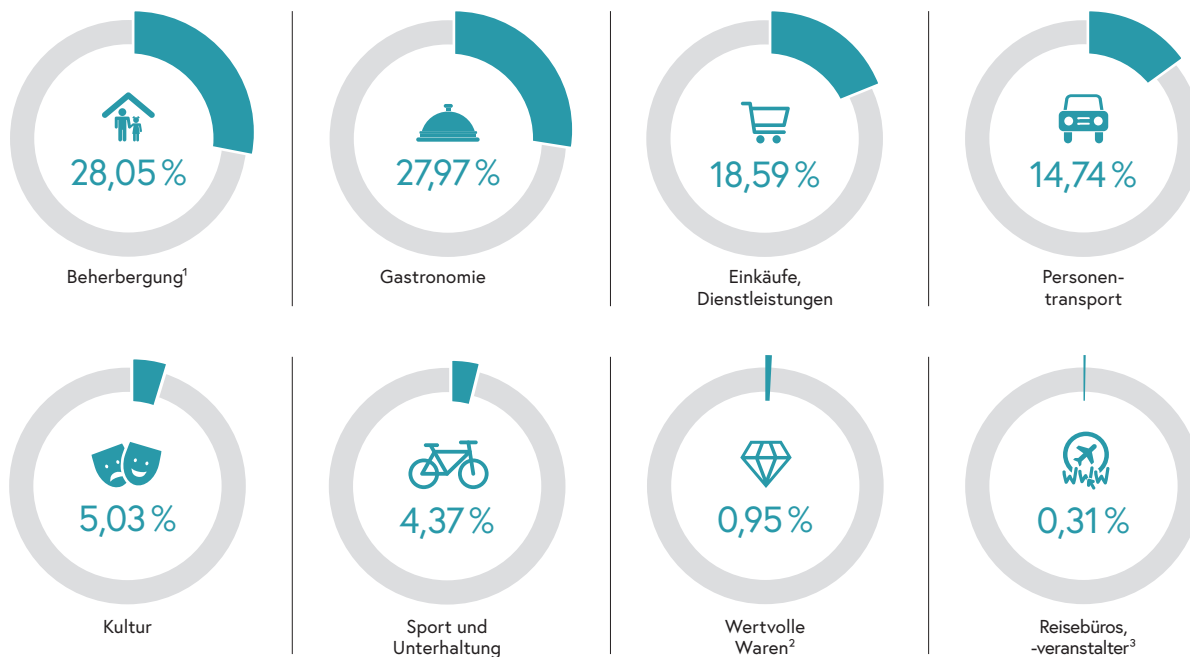 28,05 %
Beherbergung¹
27,97 %
Gastronomie
18,59 %
Einkäufe,
Dienstleistungen
14,74 %
Personen-
transport
5,03 %
Kultur
4,37 %
Sport und
Unterhaltung
0,95 %
Wertvolle
Waren²
www
0,31 %
Reisebüros,
-veranstalter³